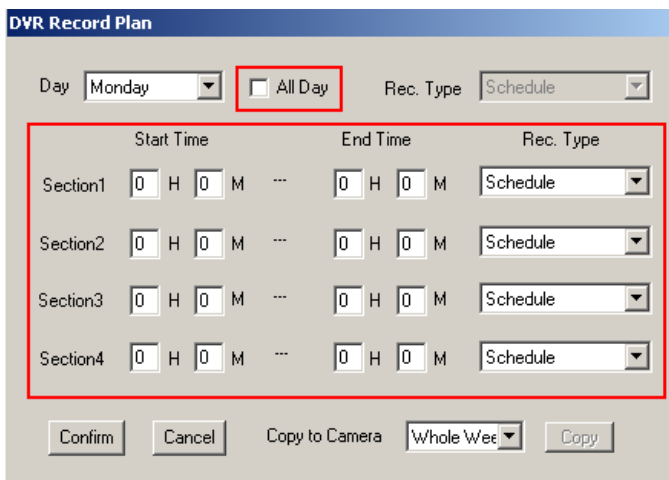 DVR Record Plan
Day Monday All Day Rec. Type Schedule
Start Time End Time Rec. Type
Section1 0 H 0 M --- 0 H 0 M Schedule
Section2 0 H 0 M --- 0 H 0 M Schedule
Section3 0 H 0 M --- 0 H 0 M Schedule
Section4 0 H 0 M --- 0 H 0 M Schedule
Confirm Cancel Copy to Camera Whole Wee Copy